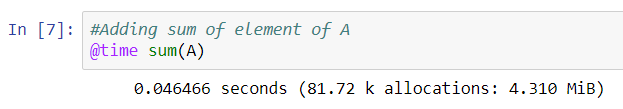 In [7]: #Adding sum of element of A
@time sum(A)
0.046466 seconds (81.72 k allocations: 4.310 MiB)